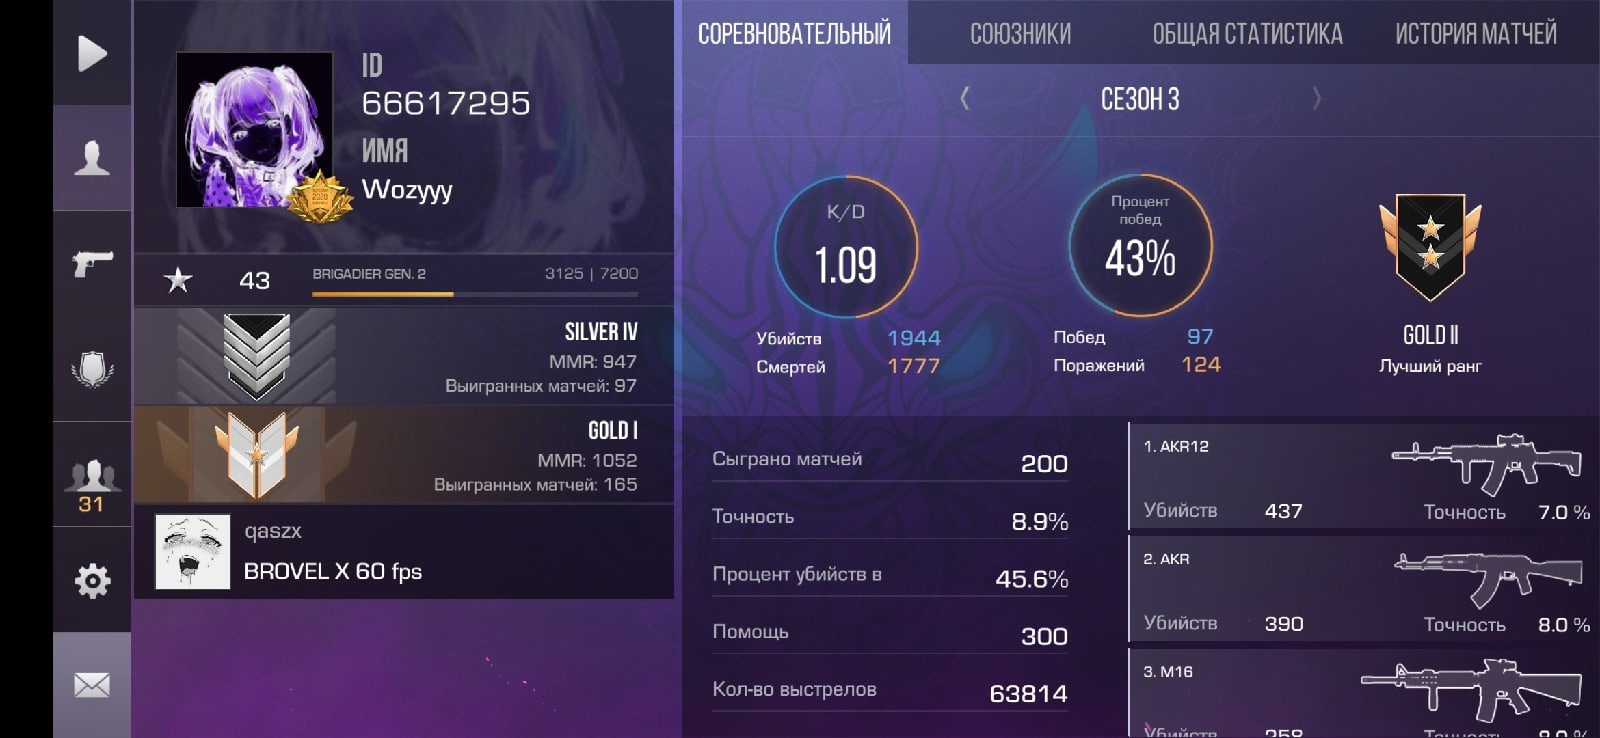 ID
66617295
ИМЯ
Wozyyy
43
BRIGADIER GEN. 2
3125 | 7200
SILVER IV
MMR: 947
Выигранных матчей: 97
GOLD I
MMR: 1052
Выигранных матчей: 165
qaszx
BROVEL X 60 fps
31
СОРЕВНОВАТЕЛЬНЫЙ
СОЮЗНИКИ
ОБЩАЯ СТАТИСТИКА
ИСТОРИЯ МАТЧЕЙ
СЕЗОН 3
K/D
1.09
Убийств 1944
Смертей 1777
Процент
побед
43%
Побед 97
Поражений 124
GOLD II
Лучший ранг
Сыграно матчей 200
Точность 8.9%
Процент убийств в 45.6%
Помощь 300
Кол-во выстрелов 63814
1. AKR12
Убийств 437 Точность 7.0 %
2. AKR
Убийств 390 Точность 8.0 %
3. M16